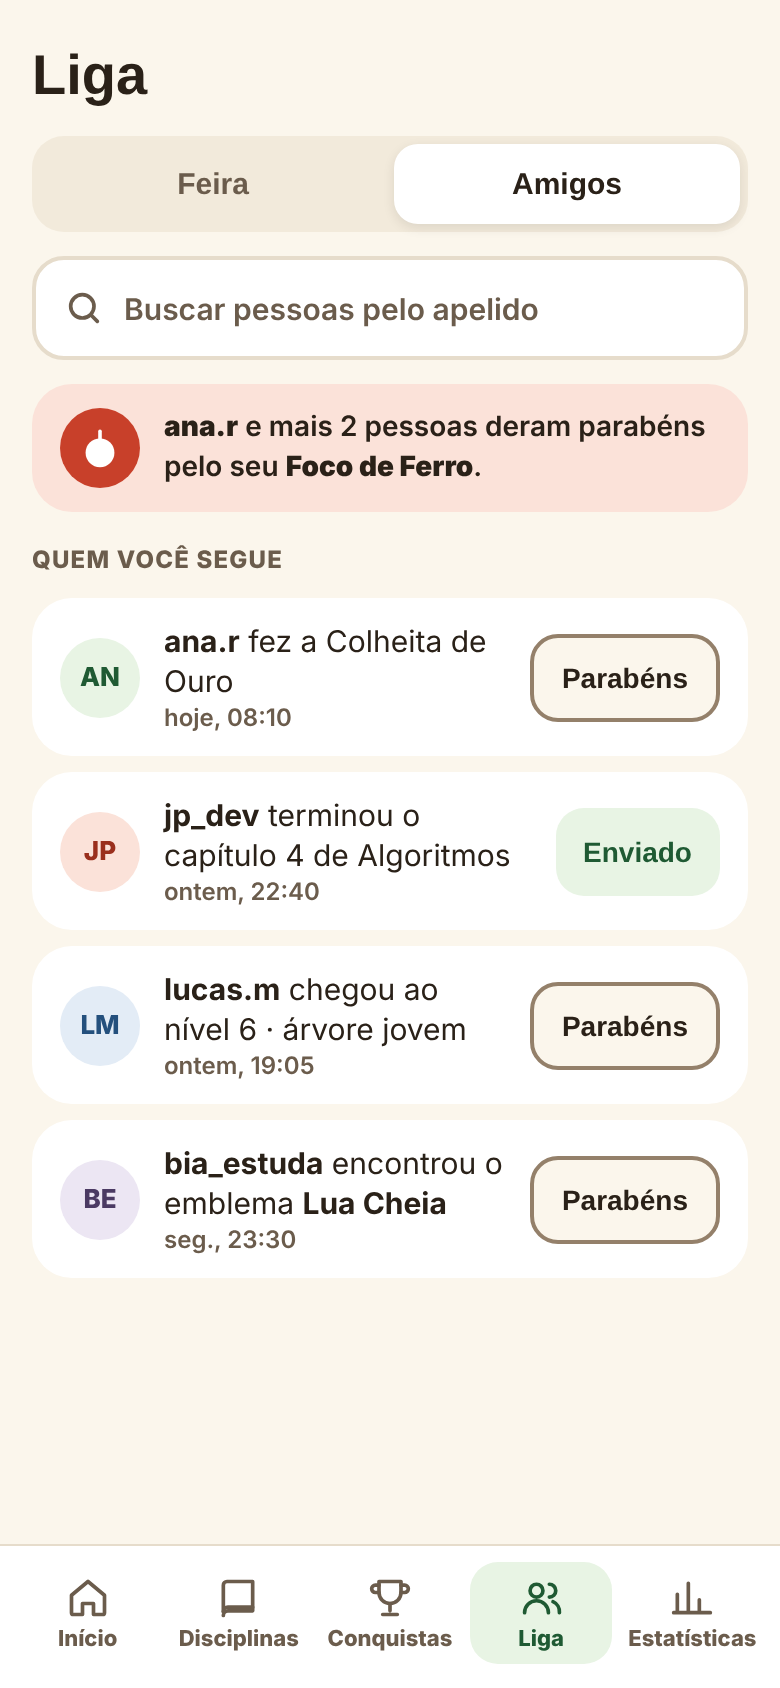 Liga
Feira
Amigos
Buscar pessoas pelo apelido
ana.r e mais 2 pessoas deram parabéns
pelo seu Foco de Ferro.
QUEM VOCÊ SEGUE
AN
ana.r fez a Colheita de
Ouro
hoje, 08:10
Parabéns
JP
jp_dev terminou o
capítulo 4 de Algoritmos
ontem, 22:40
Enviado
LM
lucas.m chegou ao
nível 6 · árvore jovem
ontem, 19:05
Parabéns
BE
bia_estuda encontrou o
emblema Lua Cheia
seg., 23:30
Parabéns
Início
Disciplinas
Conquistas
Liga
Estatísticas